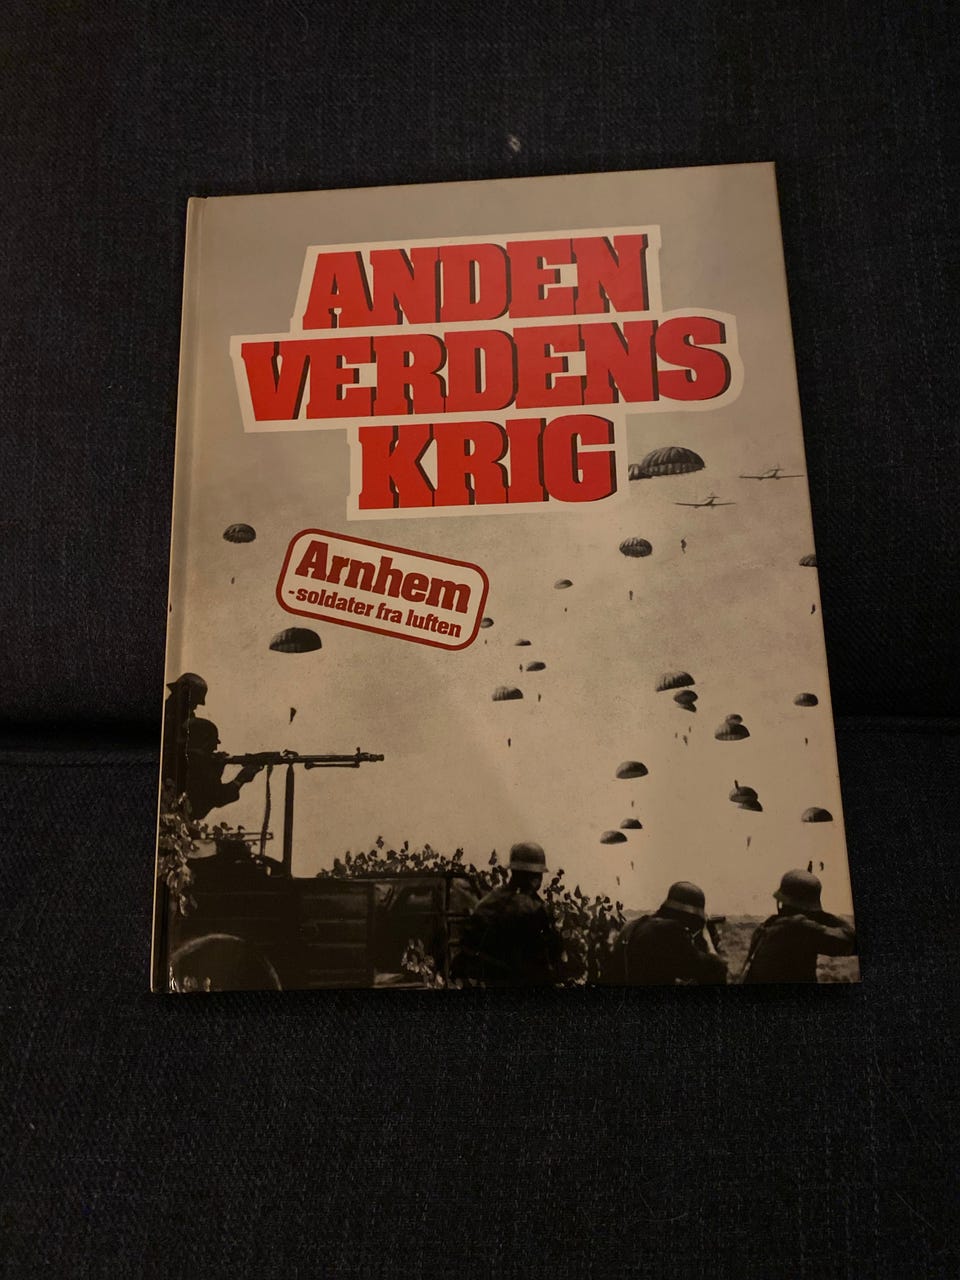 ANDEN
VERDENS
KRIG
Arnhem
-soldater fra luften